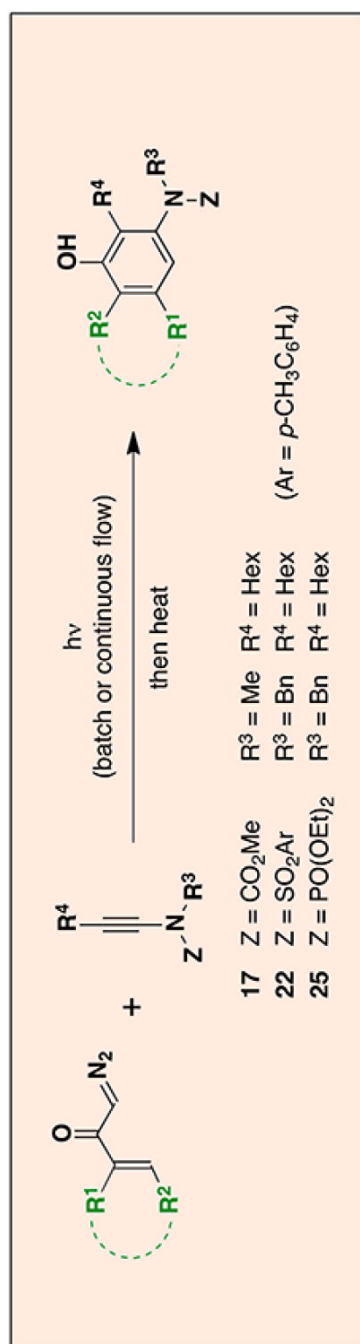 O
N2
R1
R2
+
R4
N
Z
R3
hν
(batch or continuous flow)
then heat
OH
R2
R4
R1
N
R3
Z
17 Z = CO2Me R3 = Me R4 = Hex
22 Z = SO2Ar R3 = Bn R4 = Hex (Ar = p-CH3C6H4)
25 Z = PO(OEt)2 R3 = Bn R4 = Hex